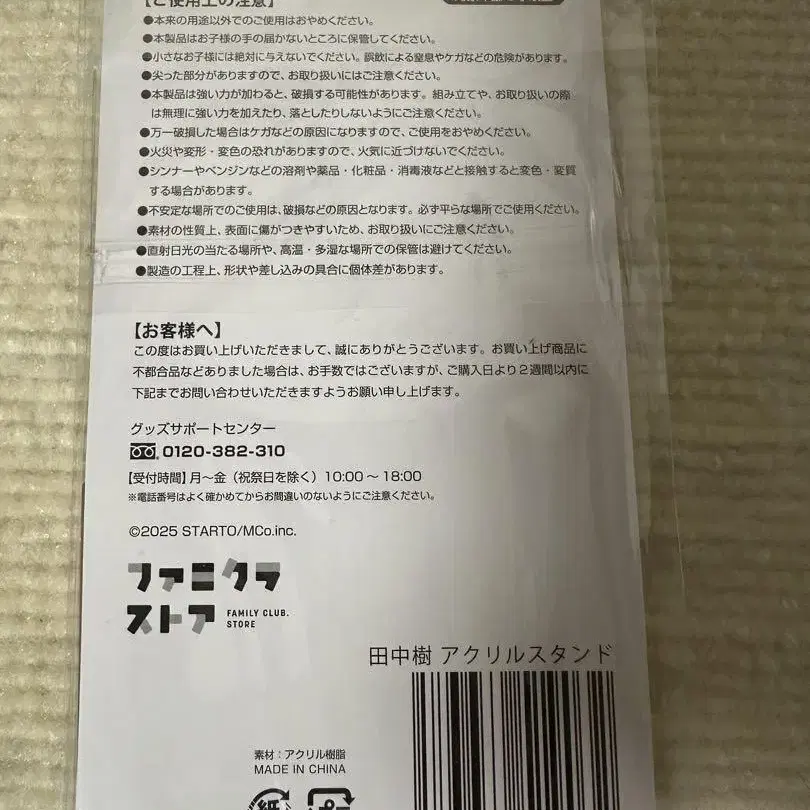 【ご使用上の注意】
●本来の用途以外でのご使用はおやめください。
●本製品はお子様の手の届かないところに保管してください。
●小さなお子様には絶対に与えないでください。誤飲による窒息やケガなどの危険があります。
●尖った部分がありますので、お取り扱いにはご注意ください。
●本製品は強い力が加わると、破損する可能性があります。組み立てや、お取り扱いの際
は無理に強い力を加えたり、落としたりしないようにご注意ください。
●万一破損した場合はケガなどの原因になりますので、ご使用をおやめください。
●火災や変形・変色の恐れがありますので、火気に近づけないでください。
●シンナーやベンジンなどの溶剤や薬品・化粧品・消毒液などと接触すると変色・変質
する場合があります。
●不安定な場所でのご使用は、破損などの原因となります。必ず平らな場所でご使用ください。
●素材の性質上、表面に傷がつきやすいため、お取り扱いにご注意ください。
●直射日光の当たる場所や、高温・多湿な場所での保管は避けてください。
●製造の工程上、形状や差し込みの具合に個体差があります。
【お客様へ】
この度はお買い上げいただきまして、誠にありがとうございます。お買い上げ商品に
不都合品などありました場合は、お手数ではございますが、ご購入日より2週間以内に
下記までお問い合わせいただきますようお願い申し上げます。
グッズサポートセンター
0120-382-310
【受付時間】月〜金（祝祭日を除く）10:00〜18:00
※電話番号はよく確かめてからお間違いのないようにご注意ください。
©2025 STARTO/MCo.inc.
ファミクラ
ストア
FAMILY CLUB.
STORE
田中樹 アクリルスタンド
素材：アクリル樹脂
MADE IN CHINA
紙
プ